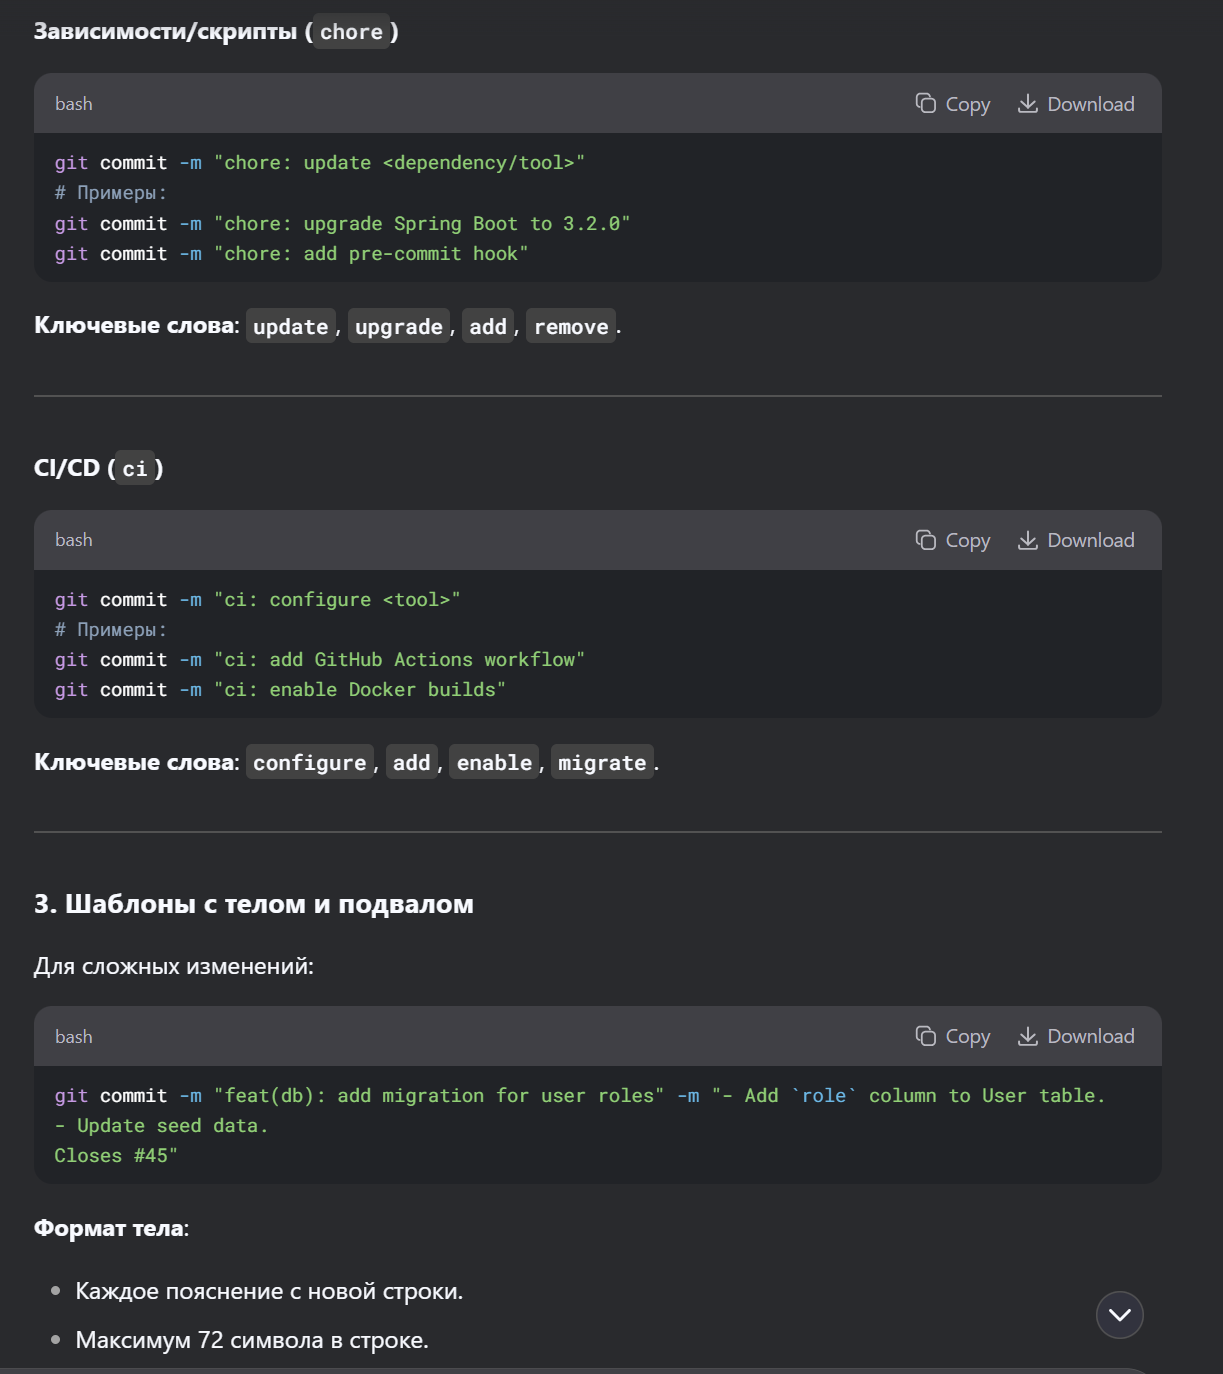 Зависимости/скрипты (chore)
bash Copy Download
git commit -m "chore: update <dependency/tool>"
# Примеры:
git commit -m "chore: upgrade Spring Boot to 3.2.0"
git commit -m "chore: add pre-commit hook"
Ключевые слова: update, upgrade, add, remove.
CI/CD (ci)
bash Copy Download
git commit -m "ci: configure <tool>"
# Примеры:
git commit -m "ci: add GitHub Actions workflow"
git commit -m "ci: enable Docker builds"
Ключевые слова: configure, add, enable, migrate.
3. Шаблоны с телом и подвалом
Для сложных изменений:
bash Copy Download
git commit -m "feat(db): add migration for user roles" -m "- Add `role` column to User table.
- Update seed data.
Closes #45"
Формат тела:
• Каждое пояснение с новой строки.
• Максимум 72 символа в строке.